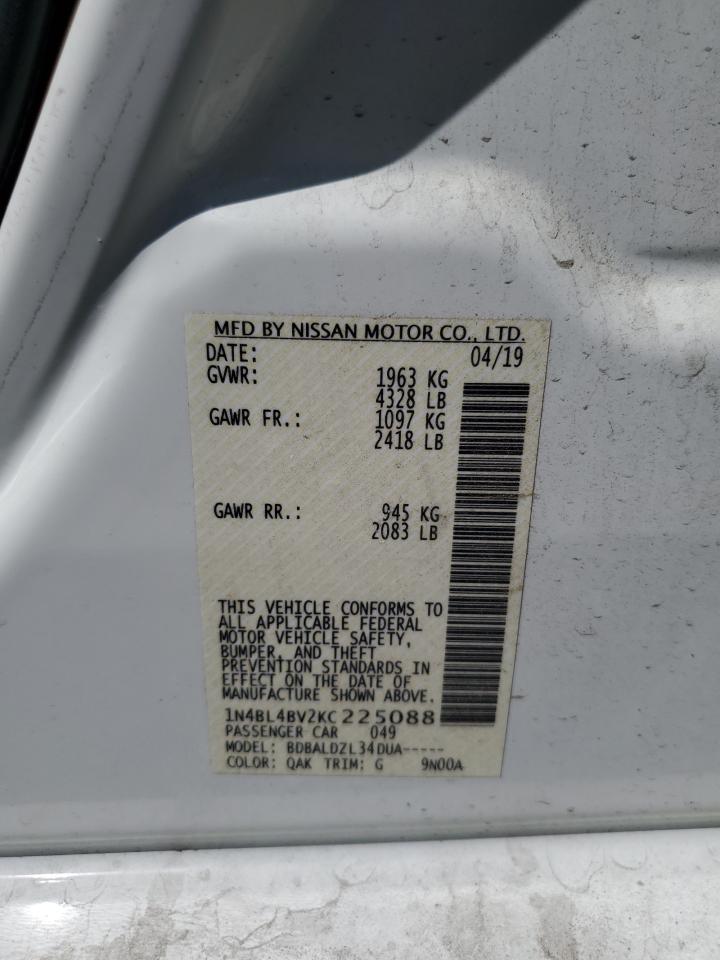 MFD BY NISSAN MOTOR CO., LTD.
DATE: 04/19
GVWR: 1963 KG
4328 LB
GAWR FR.: 1097 KG
2418 LB
GAWR RR.: 945 KG
2083 LB
THIS VEHICLE CONFORMS TO
ALL APPLICABLE FEDERAL
MOTOR VEHICLE SAFETY,
BUMPER, AND THEFT
PREVENTION STANDARDS IN
EFFECT ON THE DATE OF
MANUFACTURE SHOWN ABOVE.
1N4BL4BV2KC225088
PASSENGER CAR 049
MODEL: BDBALDZL34DUA-----
COLOR: QAK TRIM: G 9N00A